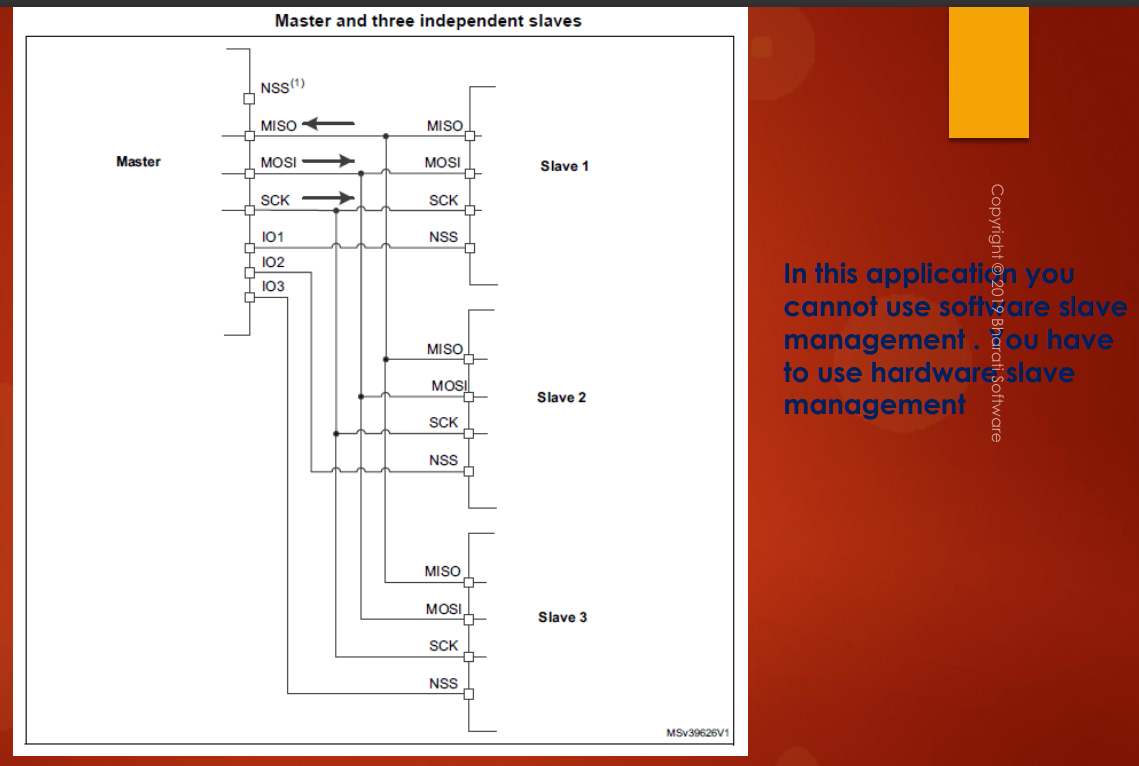 Master and three independent slaves
NSS(1)
MISO
MISO
Master
MOSI
MOSI
Slave 1
SCK
SCK
IO1
NSS
IO2
IO3
MISO
MOSI
Slave 2
SCK
NSS
MISO
MOSI
Slave 3
SCK
NSS
MSv39626V1
In this application you
cannot use software slave
management . You have
to use hardware slave
management
Copyright © 2019 Bharati Software